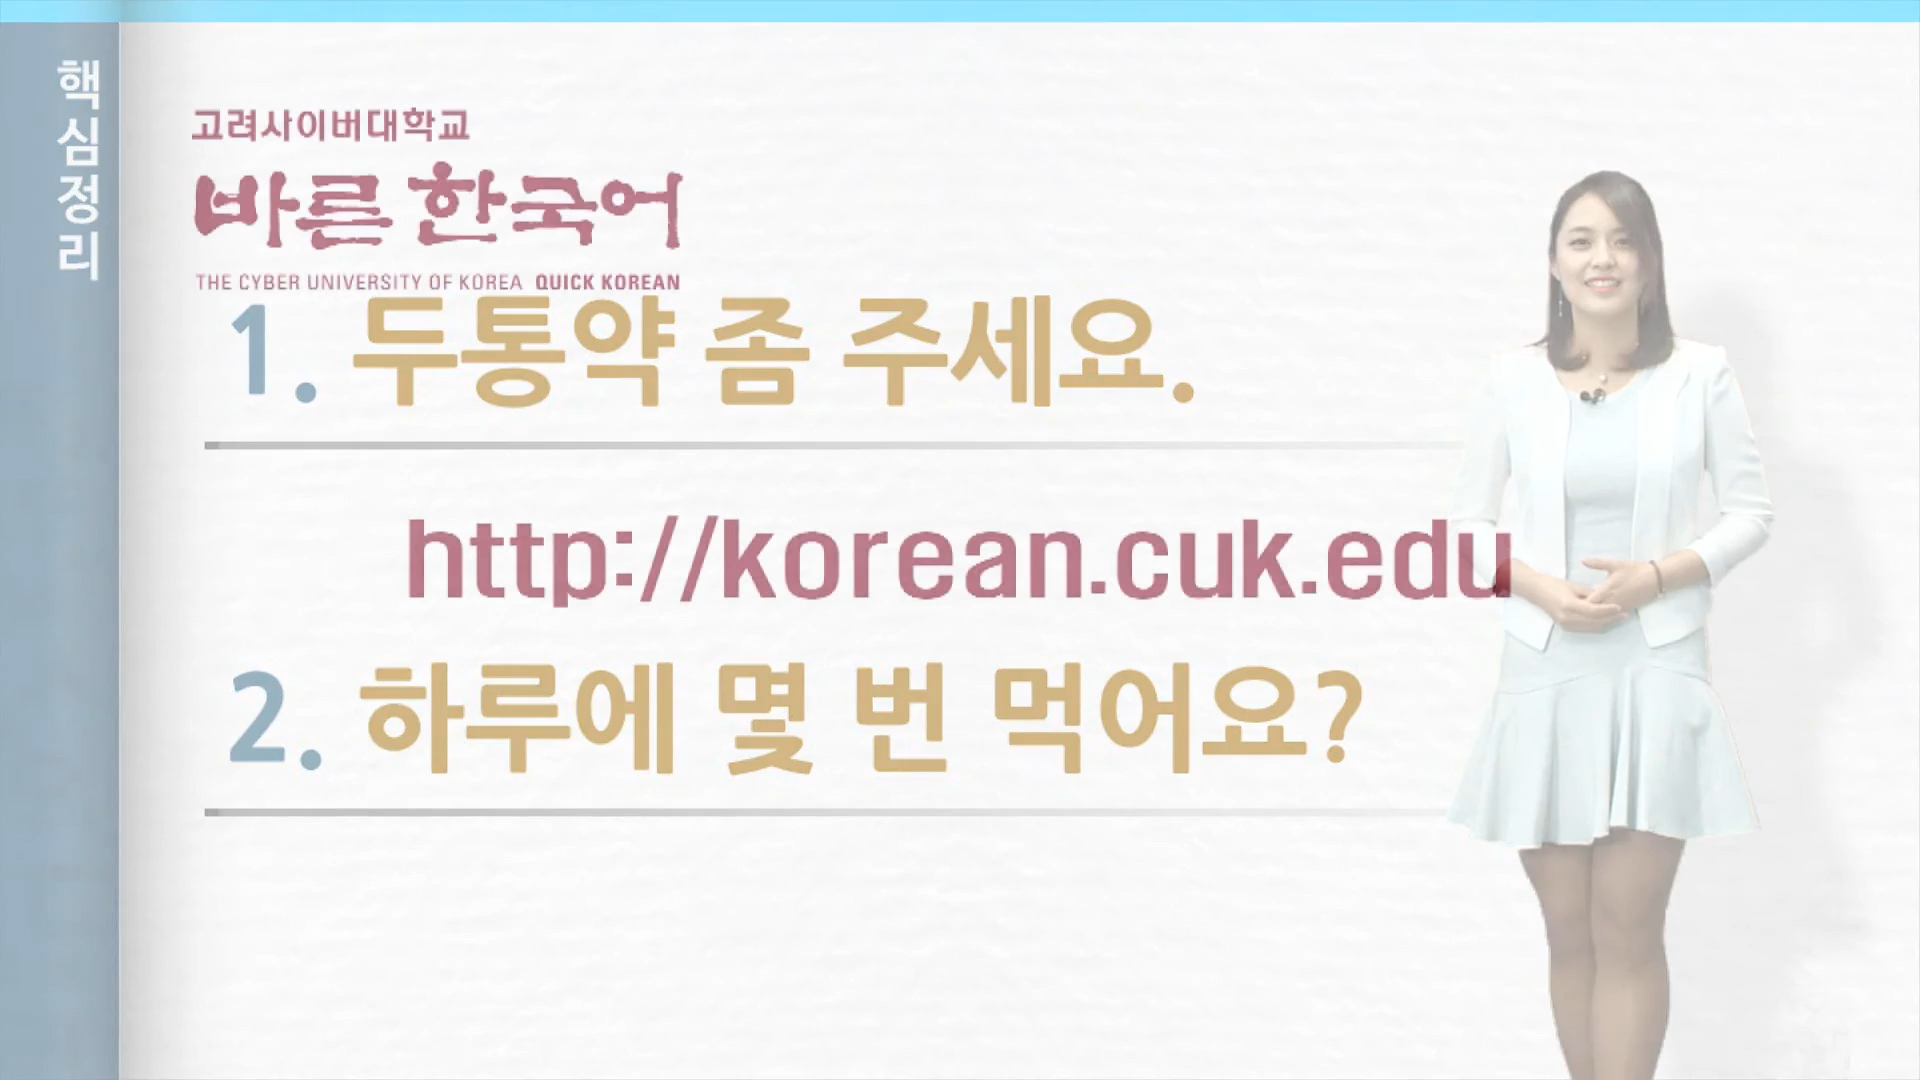 핵심정리
고려사이버대학교
바른 한국어
THE CYBER UNIVERSITY OF KOREA QUICK KOREAN
1. 두통약 좀 주세요.
http://korean.cuk.edu
2. 하루에 몇 번 먹어요?